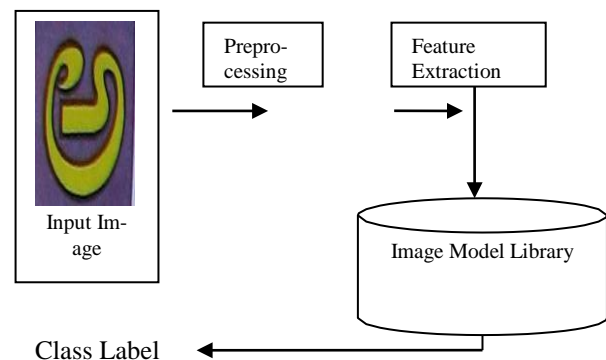 Prepro-
cessing
Feature
Extraction
Input Im-
age
Image Model Library
Class Label